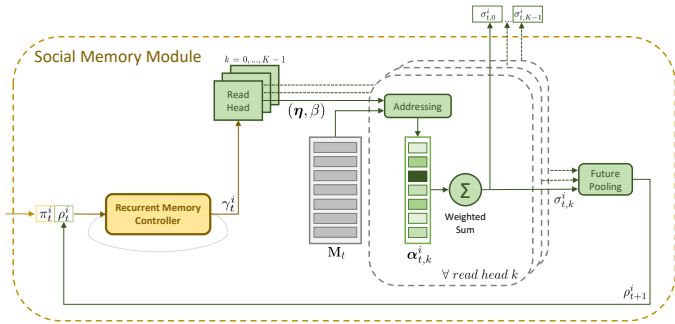 σ^i_{t,0}
σ^i_{t,K−1}
Social Memory Module
k = 0, ..., K − 1
Read
Head
(η, β)
Addressing
γ^i_t
π^i_t ρ^i_t
Recurrent Memory
Controller
M_t
α^i_{t,k}
Σ
Weighted
Sum
σ^i_{t,k}
Future
Pooling
∀ read head k
ρ^i_{t+1}